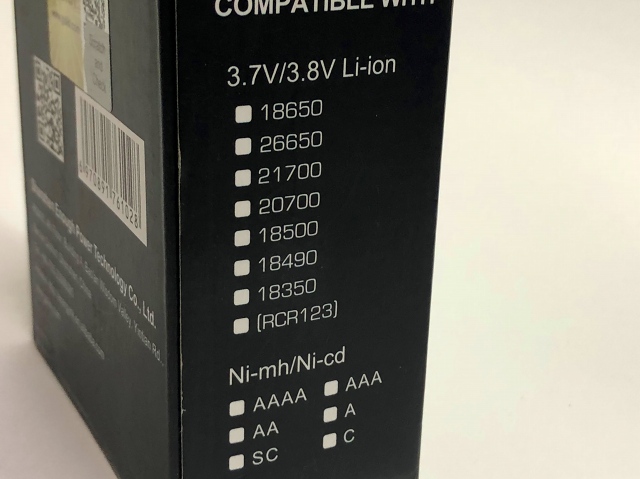 COMPATIBLE WITH
3.7V/3.8V Li-ion
18650
26650
21700
20700
18500
18490
18350
(RCR123)
Ni-mh/Ni-cd
AAAA AAA
AA A
SC C
Power Technology Co., Ltd.